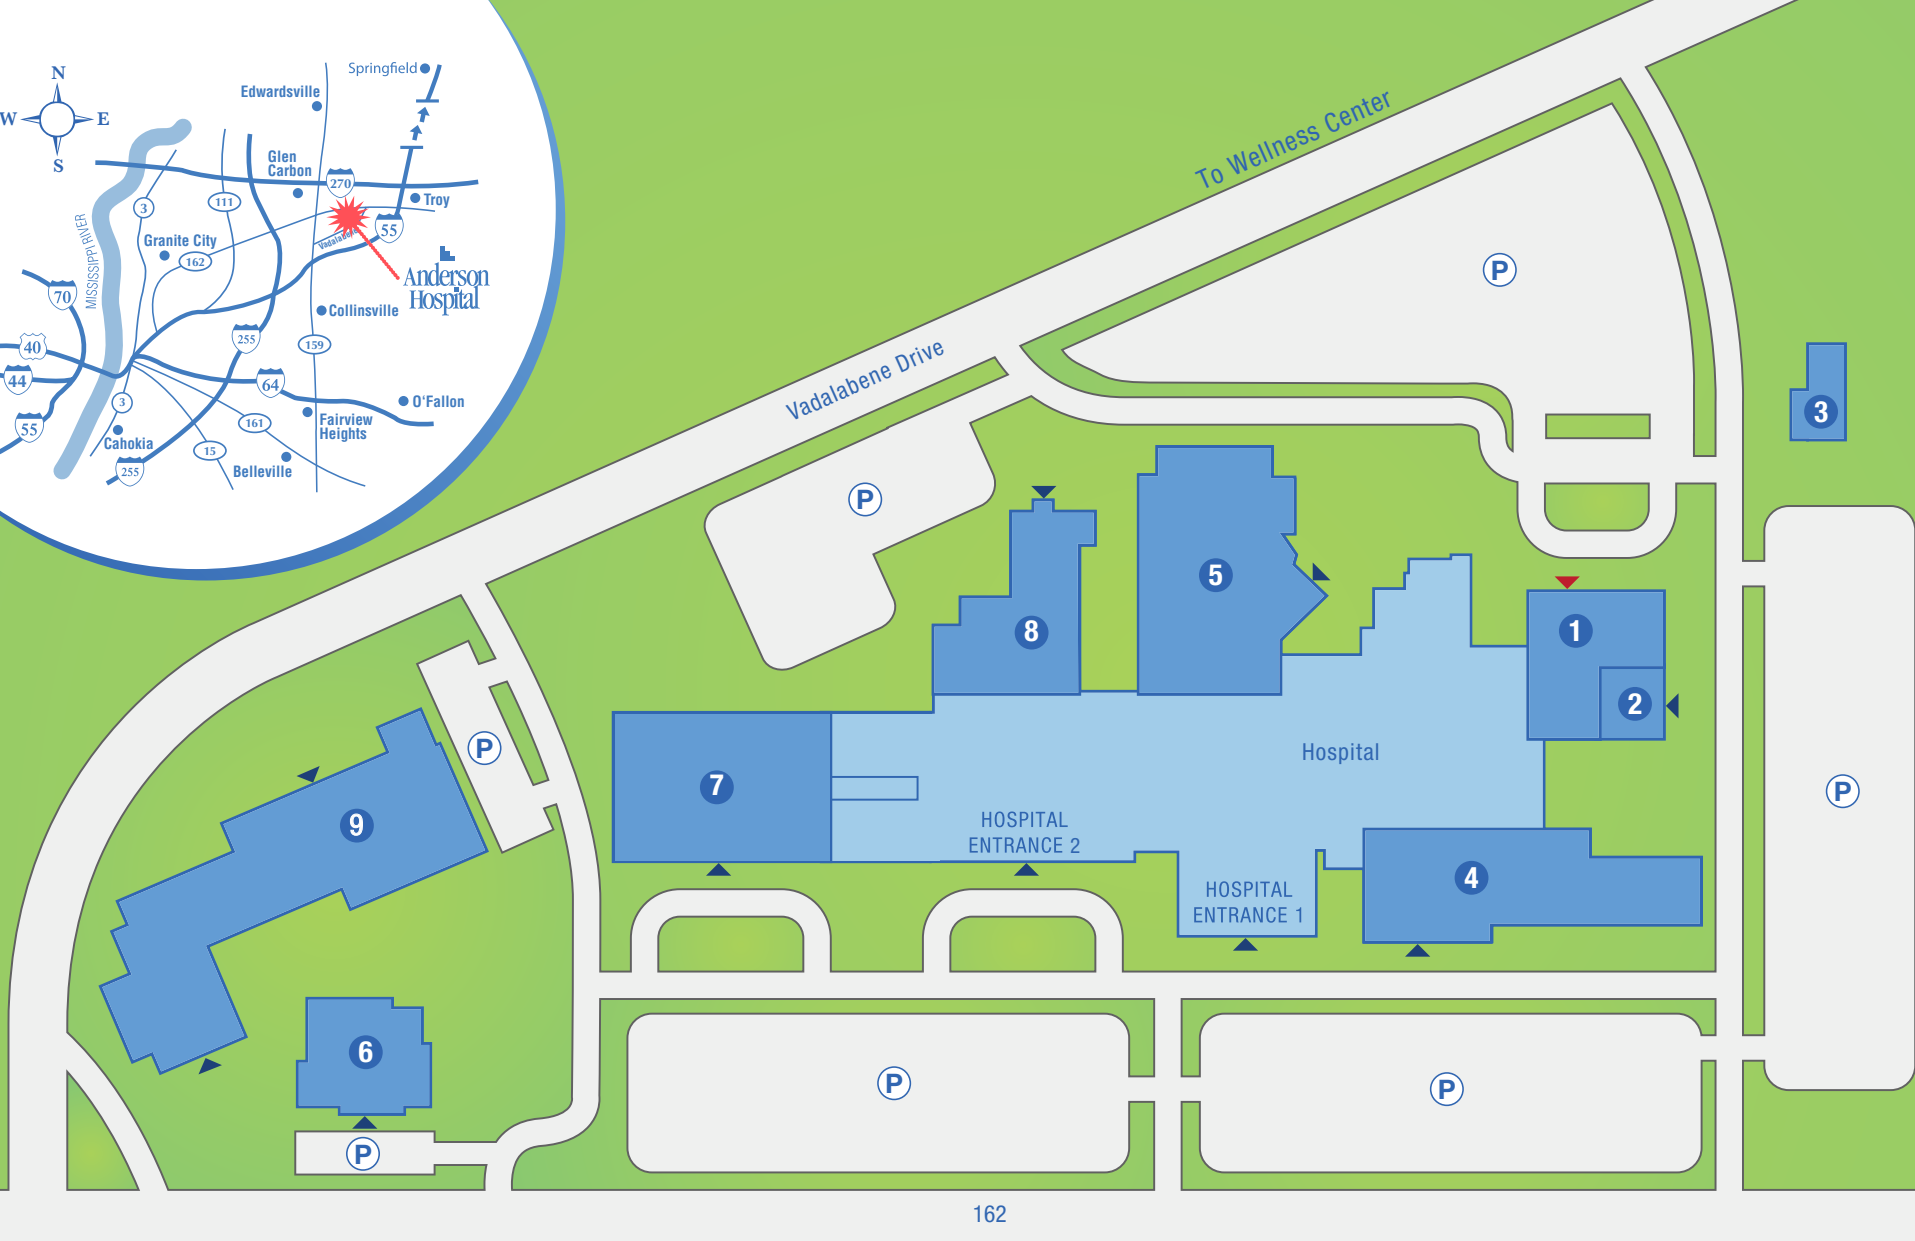 N
W
E
S
Springfield
Edwardsville
Glen
Carbon
270
Troy
3
111
55
Vadalabene
MISSISSIPPI RIVER
Granite City
162
Anderson
Hospital
70
Collinsville
255
159
40
44
64
3
O'Fallon
55
161
Fairview
Heights
Cahokia
15
255
Belleville
To Wellness Center
Vadalabene Drive
P
3
P
5
8
1
2
P
7
Hospital
9
P
HOSPITAL
ENTRANCE 2
4
HOSPITAL
ENTRANCE 1
6
P
P
P
162